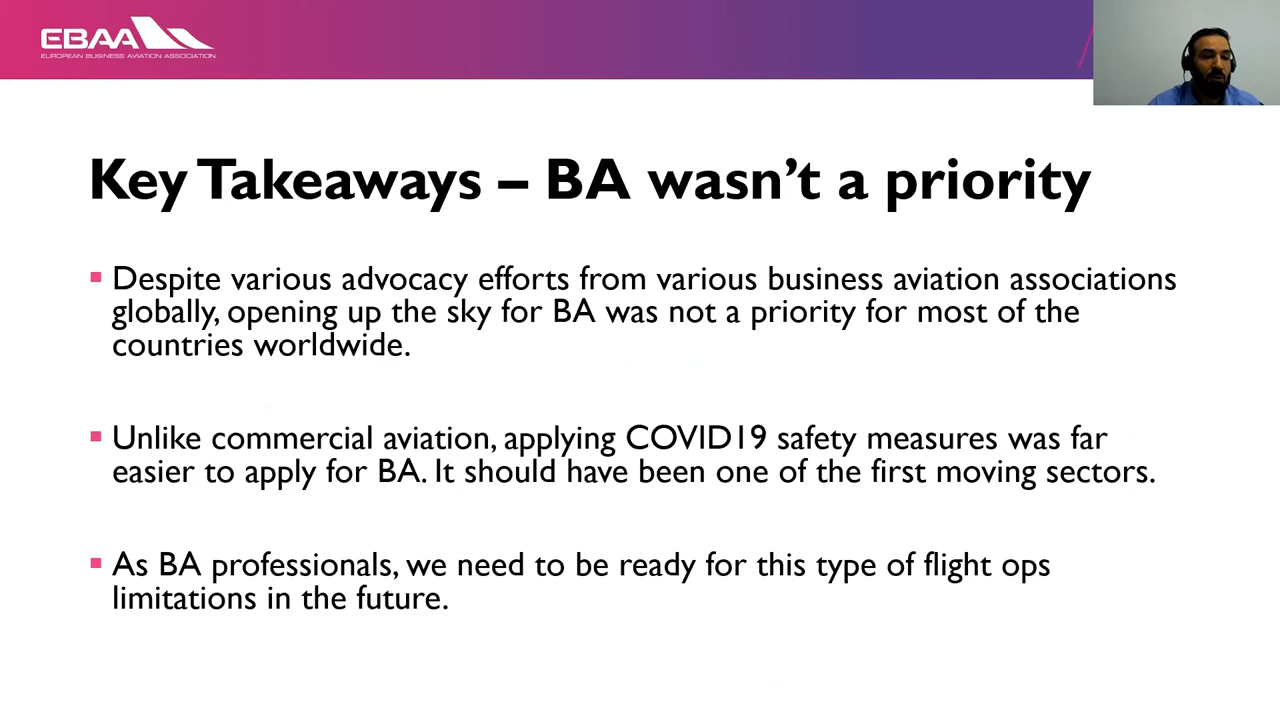 EBAA
EUROPEAN BUSINESS AVIATION ASSOCIATION
Key Takeaways – BA wasn’t a priority
Despite various advocacy efforts from various business aviation associations
globally, opening up the sky for BA was not a priority for most of the
countries worldwide.
Unlike commercial aviation, applying COVID19 safety measures was far
easier to apply for BA. It should have been one of the first moving sectors.
As BA professionals, we need to be ready for this type of flight ops
limitations in the future.